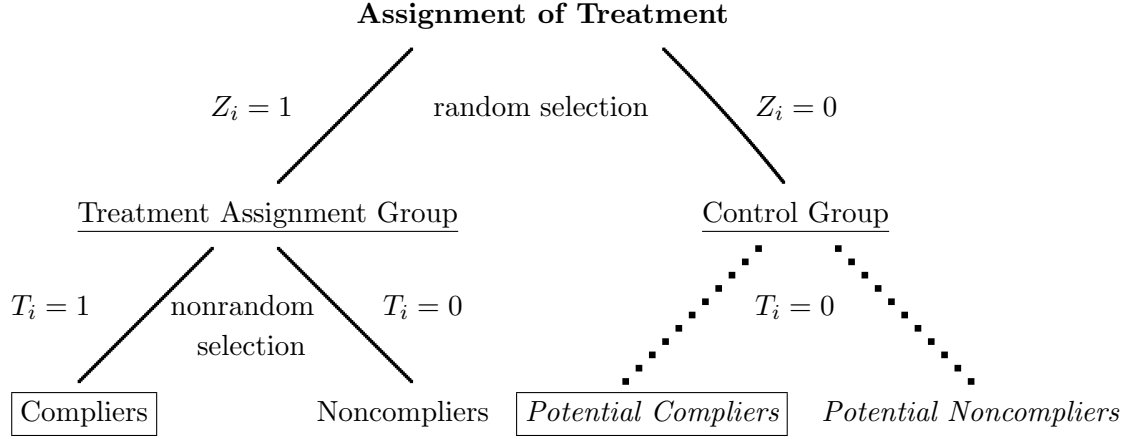 Assignment of Treatment
Z_i = 1 random selection Z_i = 0
Treatment Assignment Group Control Group
T_i = 1 nonrandom T_i = 0 T_i = 0
selection
Compliers Noncompliers Potential Compliers Potential Noncompliers